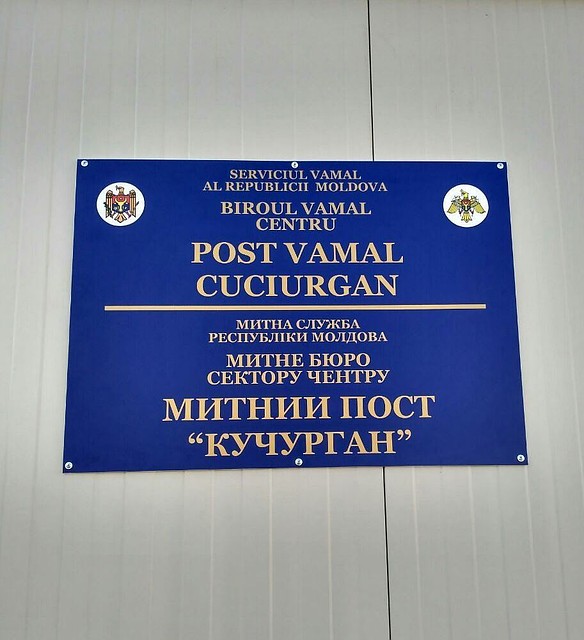 SERVICIUL VAMAL
AL REPUBLICII MOLDOVA
BIROUL VAMAL
CENTRU
POST VAMAL
CUCIURGAN
МИТНА СЛУЖБА
РЕСПУБЛІКИ МОЛДОВА
МИТНЕ БЮРО
СЕКТОРУ ЧЕНТРУ
МИТНИИ ПОСТ
“КУЧУРГАН”